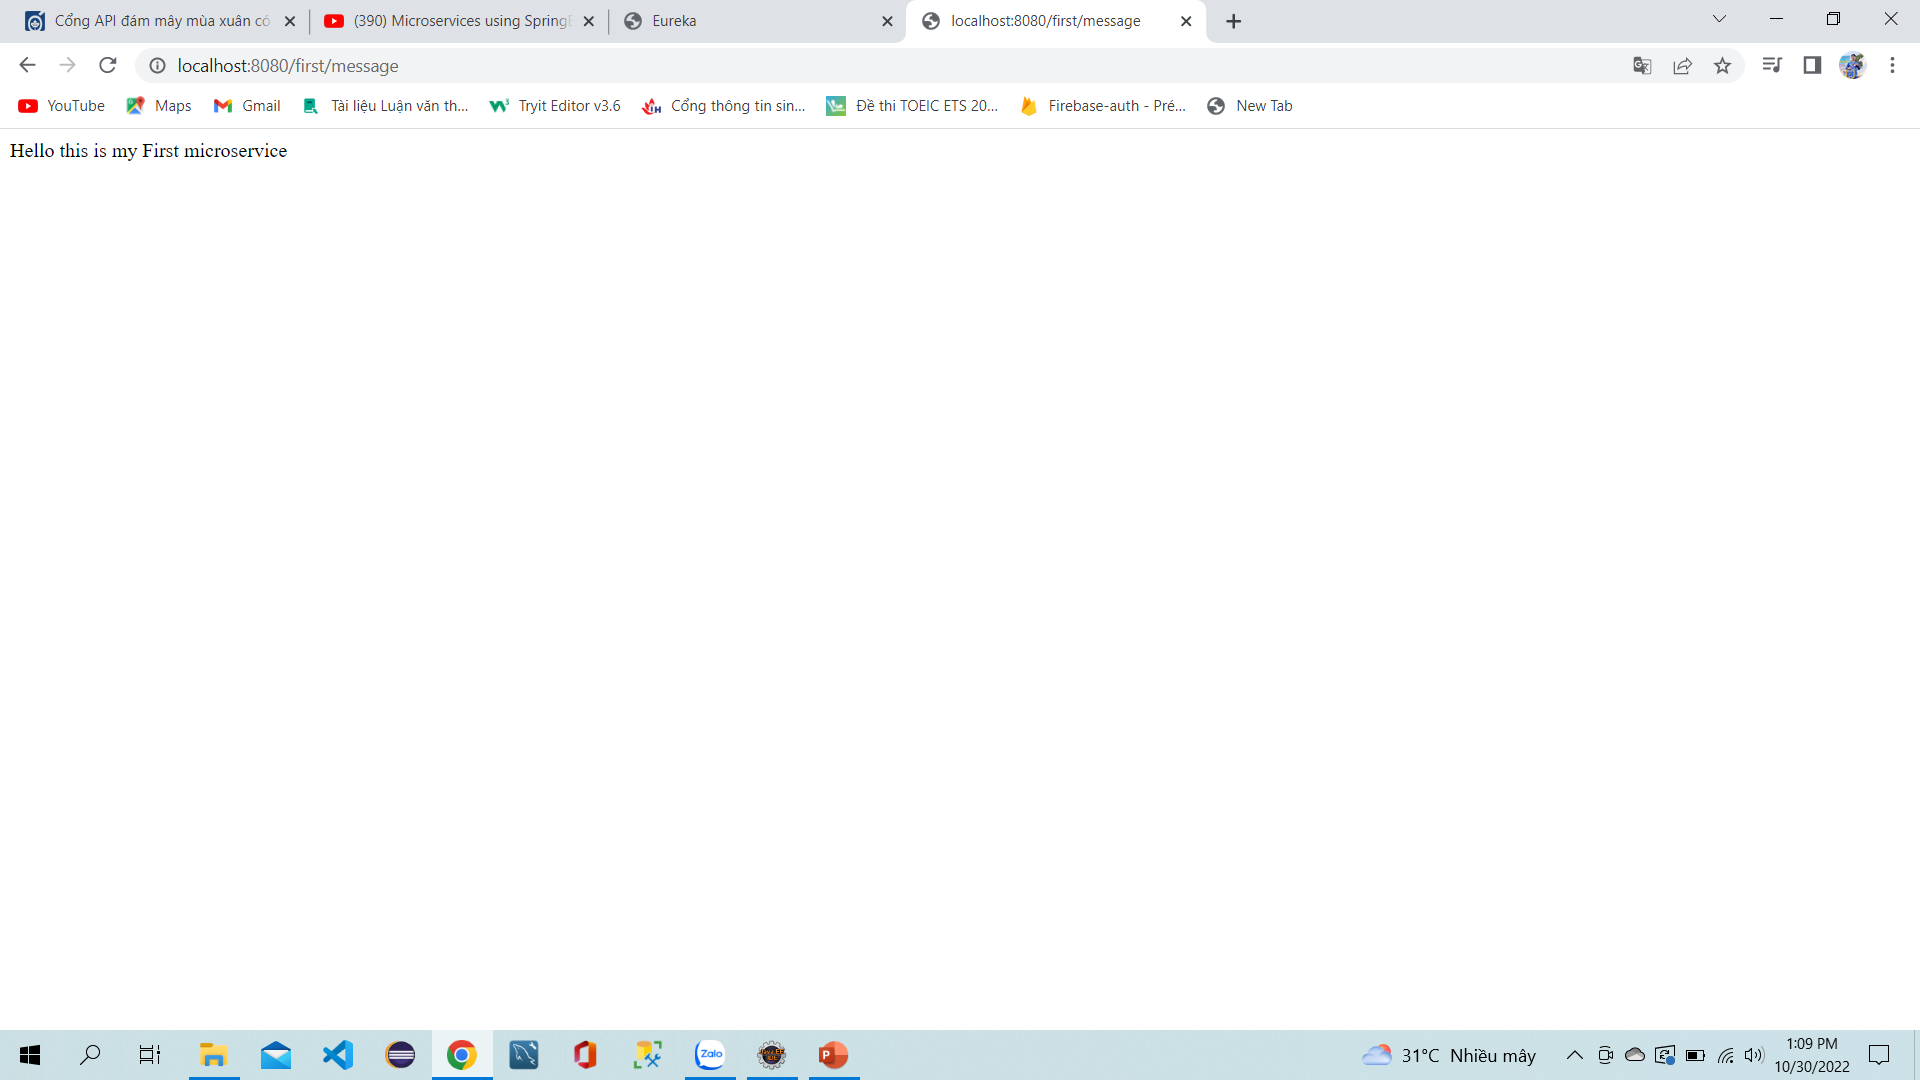 Cổng API đám mây mùa xuân có
(390) Microservices using Spring
Eureka
localhost:8080/first/message
localhost:8080/first/message
YouTube
Maps
Gmail
Tài liệu Luận văn th...
Tryit Editor v3.6
Cổng thông tin sin...
Đề thi TOEIC ETS 20...
Firebase-auth - Pré...
New Tab
Hello this is my First microservice
Zalo
31°C Nhiều mây
1:09 PM
10/30/2022